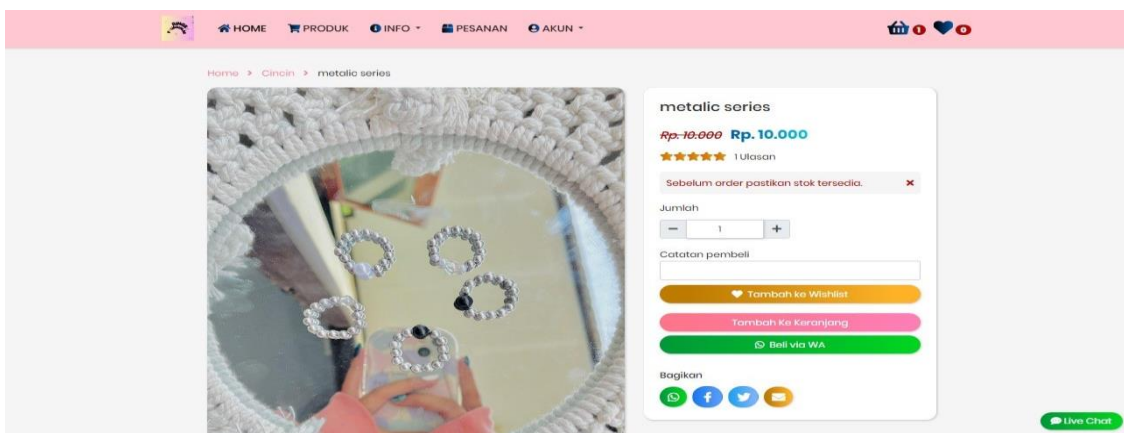 HOME PRODUK INFO PESANAN AKUN 1 0
Home > Cincin > metalic series
metalic series
Rp. 10.000 Rp. 10.000
1 Ulasan
Sebelum order pastikan stok tersedia.
Jumlah
1
Catatan pembeli
Tambah ke Wishlist
Tambah Ke Keranjang
Beli via WA
Bagikan
Live Chat